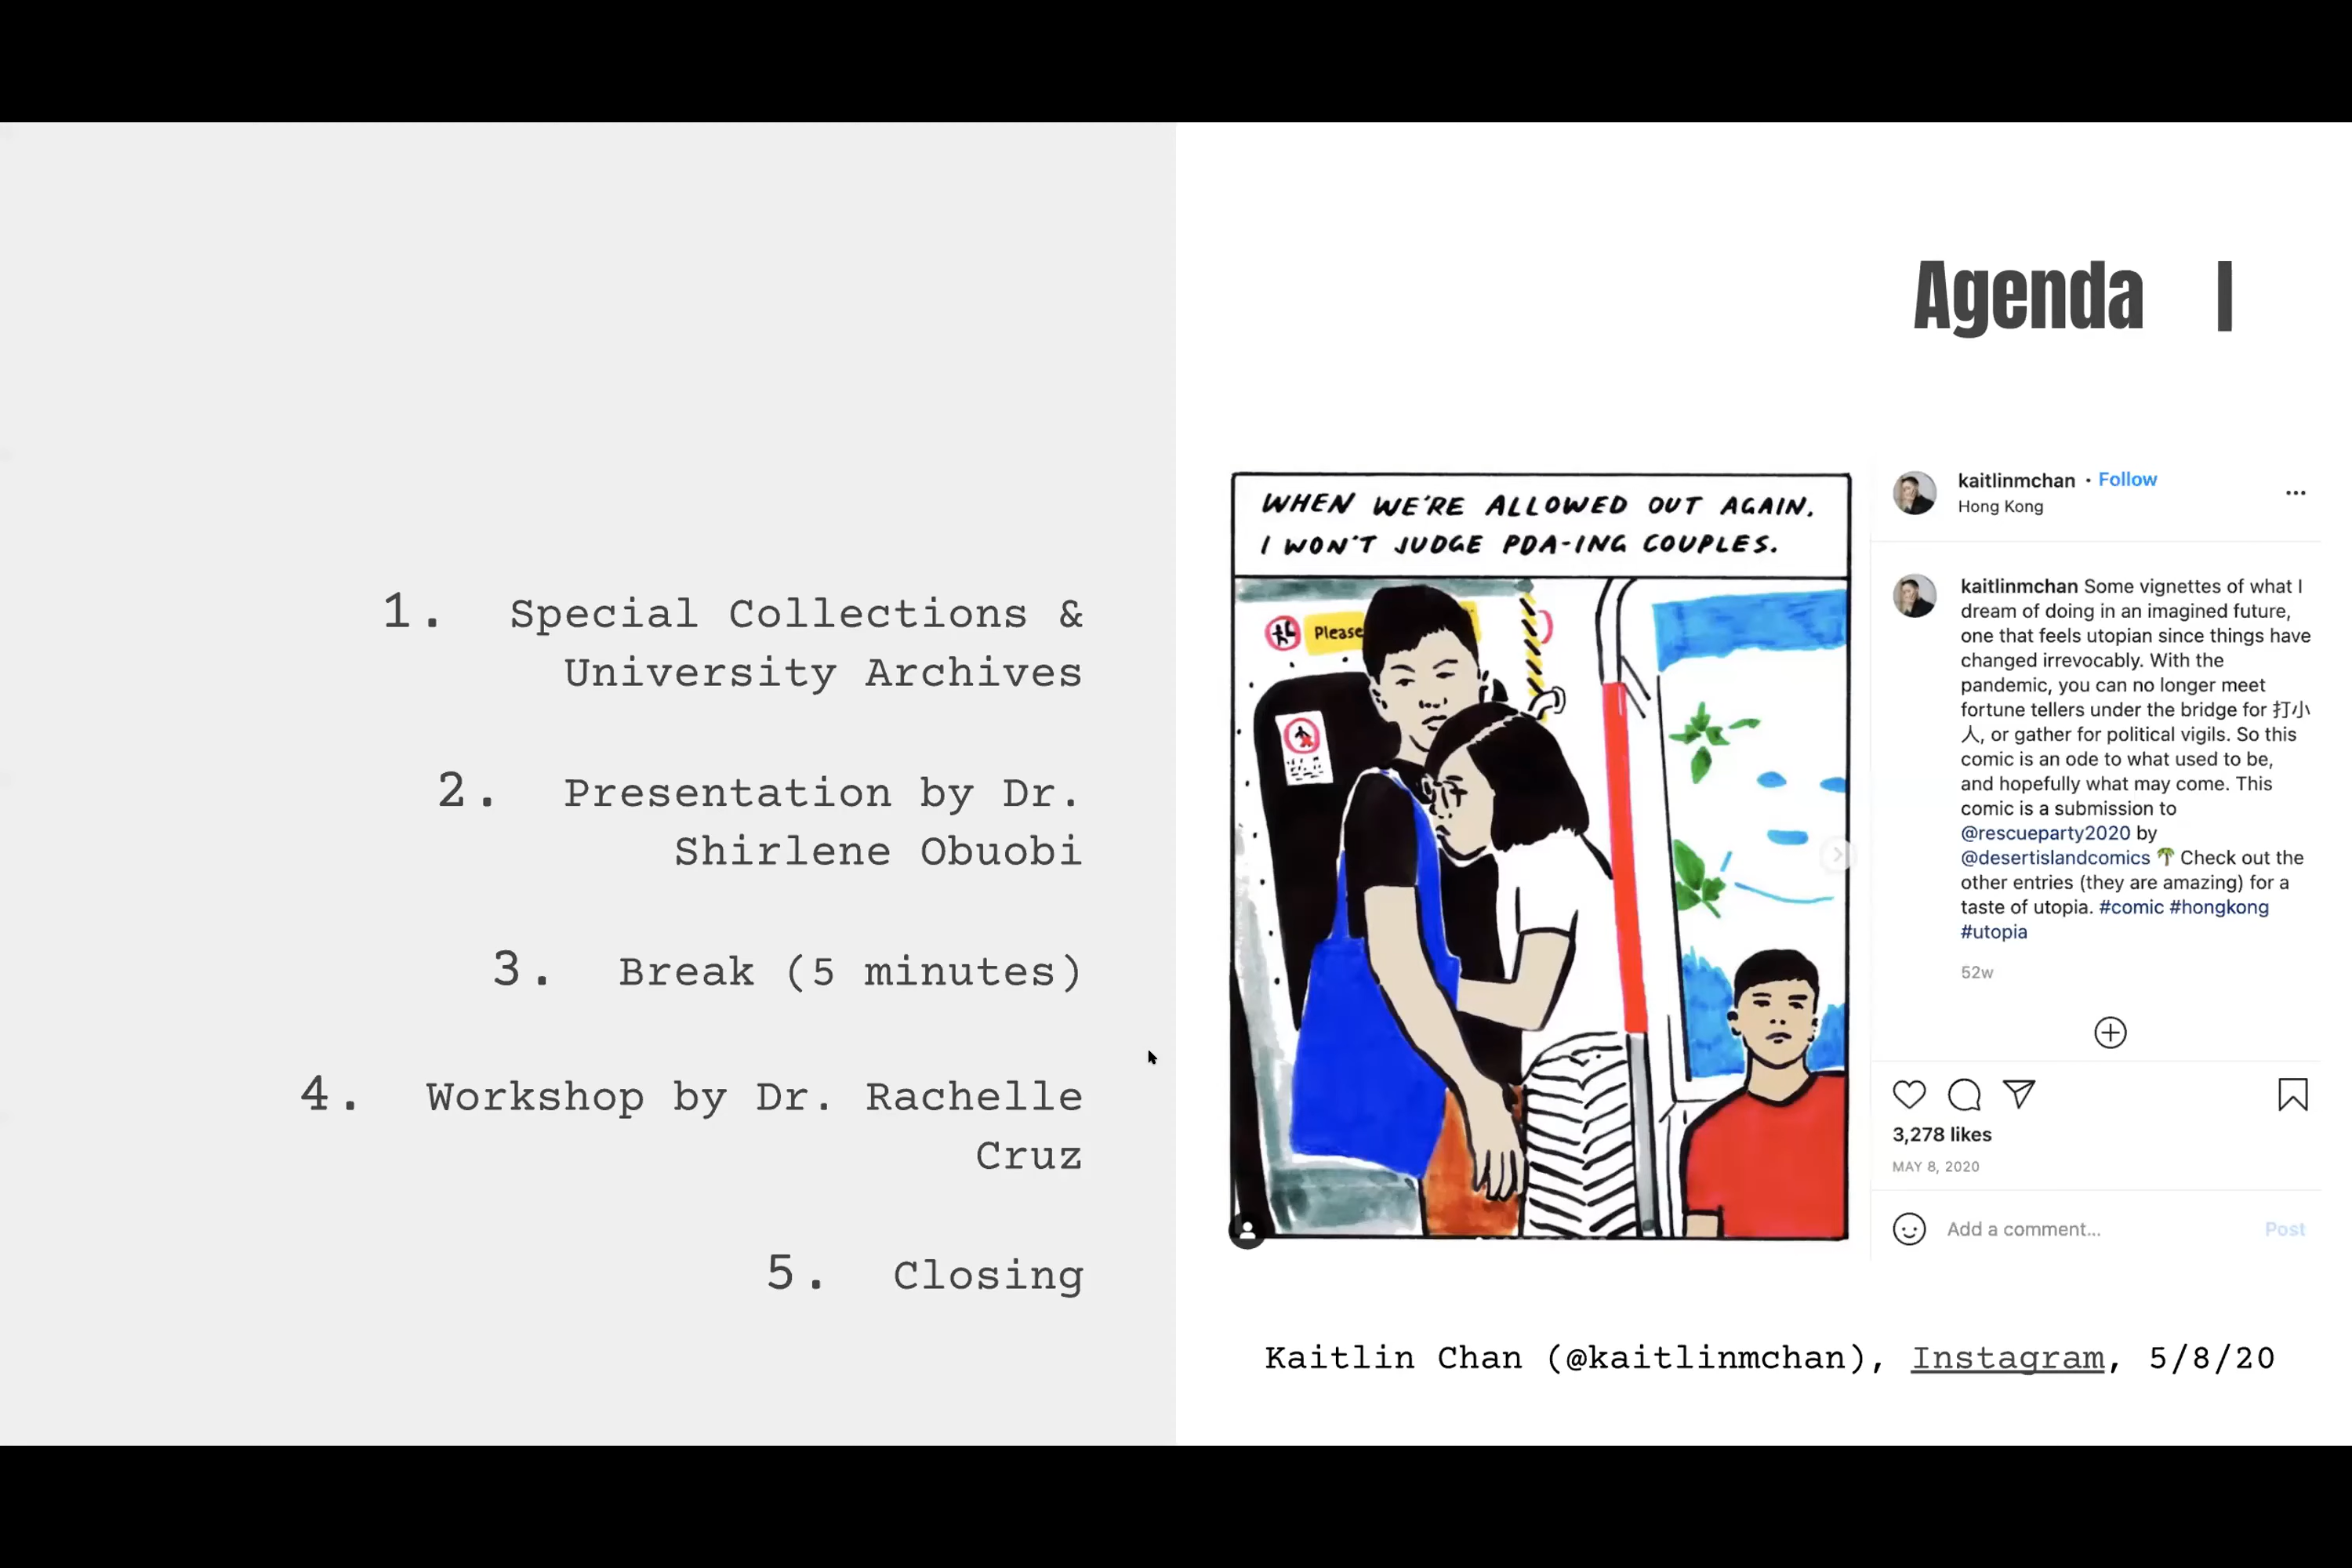 Agenda |
1. Special Collections &
University Archives
2. Presentation by Dr.
Shirlene Obuobi
3. Break (5 minutes)
4. Workshop by Dr. Rachelle
Cruz
5. Closing
WHEN WE'RE ALLOWED OUT AGAIN.
I WON'T JUDGE PDA-ING COUPLES.
Please
kaitlinmchan • Follow
Hong Kong
kaitlinmchan Some vignettes of what I
dream of doing in an imagined future,
one that feels utopian since things have
changed irrevocably. With the
pandemic, you can no longer meet
fortune tellers under the bridge for 打小
人, or gather for political vigils. So this
comic is an ode to what used to be,
and hopefully what may come. This
comic is a submission to
@rescueparty2020 by
@desertislandcomics 🌴 Check out the
other entries (they are amazing) for a
taste of utopia. #comic #hongkong
#utopia
52w
3,278 likes
MAY 8, 2020
Add a comment...
Post
Kaitlin Chan (@kaitlinmchan), Instagram, 5/8/20